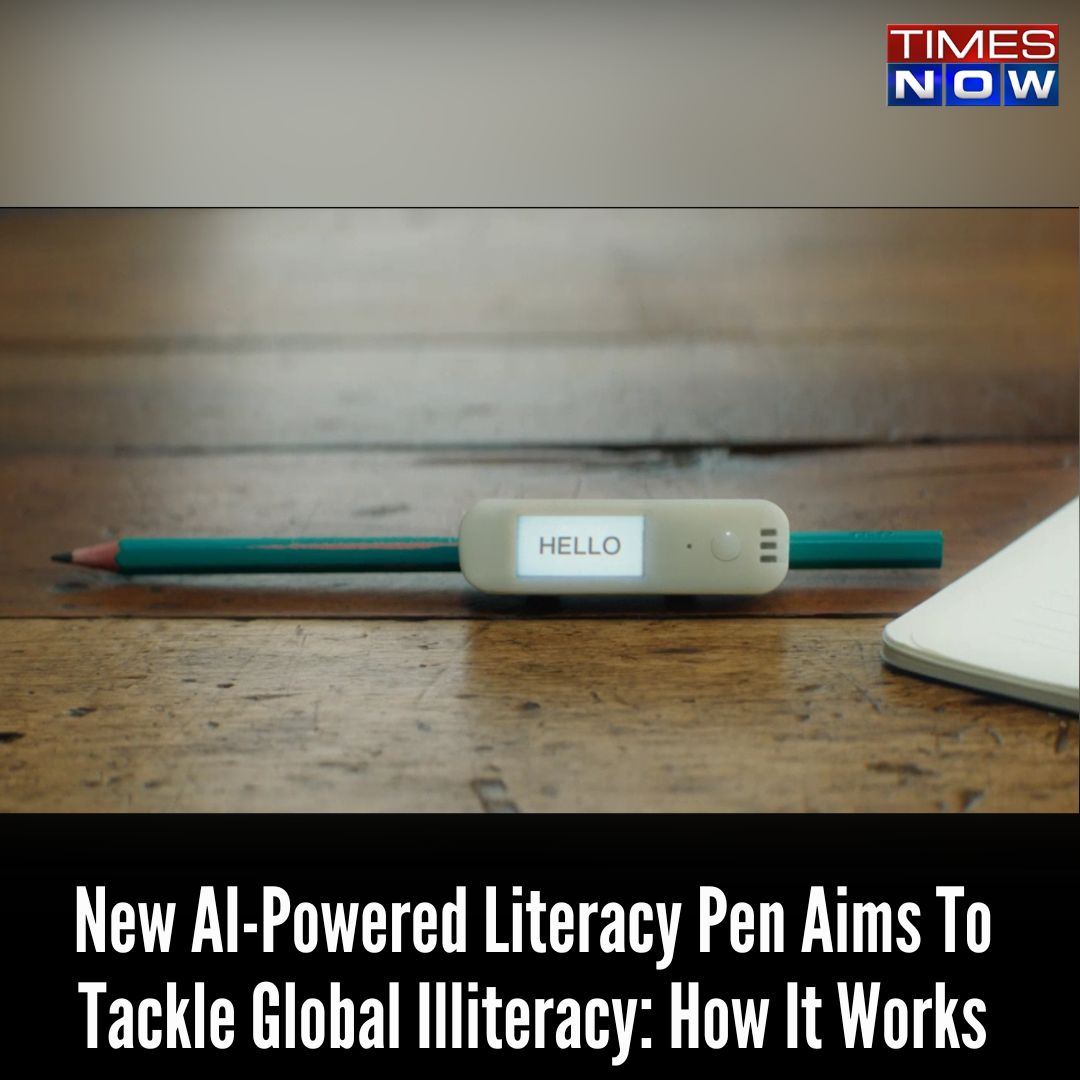 TIMES
NOW
HELLO
New AI-Powered Literacy Pen Aims To
Tackle Global Illiteracy: How It Works